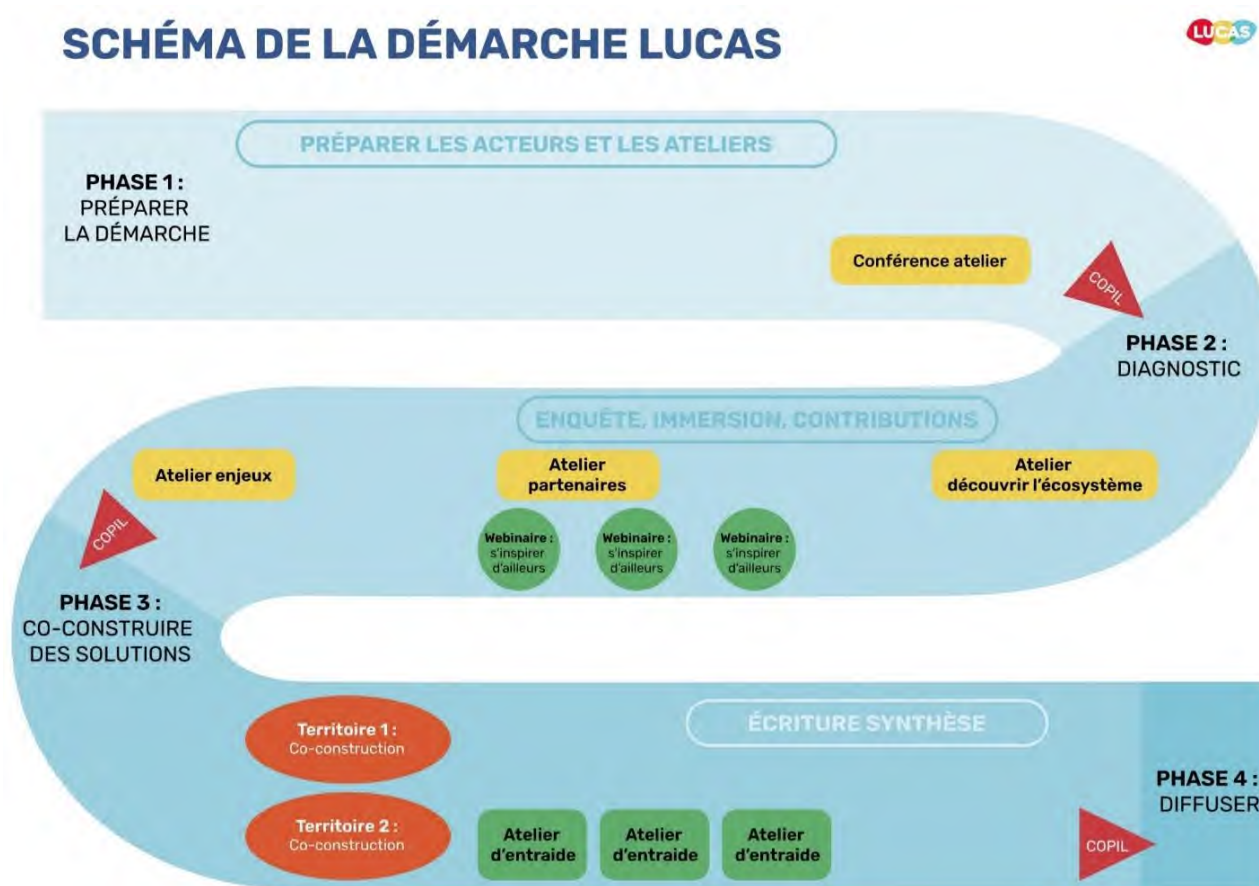 SCHÉMA DE LA DÉMARCHE LUCAS
LUCAS
PRÉPARER LES ACTEURS ET LES ATELIERS
PHASE 1 :
PRÉPARER
LA DÉMARCHE
Conférence atelier
COPIL
PHASE 2 :
DIAGNOSTIC
ENQUÊTE, IMMERSION, CONTRIBUTIONS
Atelier enjeux
Atelier
partenaires
Atelier
découvrir l'écosystème
Webinaire :
s'inspirer
d'ailleurs
Webinaire :
s'inspirer
d'ailleurs
Webinaire :
s'inspirer
d'ailleurs
COPIL
PHASE 3 :
CO-CONSTRUIRE
DES SOLUTIONS
ÉCRITURE SYNTHÈSE
Territoire 1 :
Co-construction
Territoire 2 :
Co-construction
Atelier
d'entraide
Atelier
d'entraide
Atelier
d'entraide
COPIL
PHASE 4 :
DIFFUSER